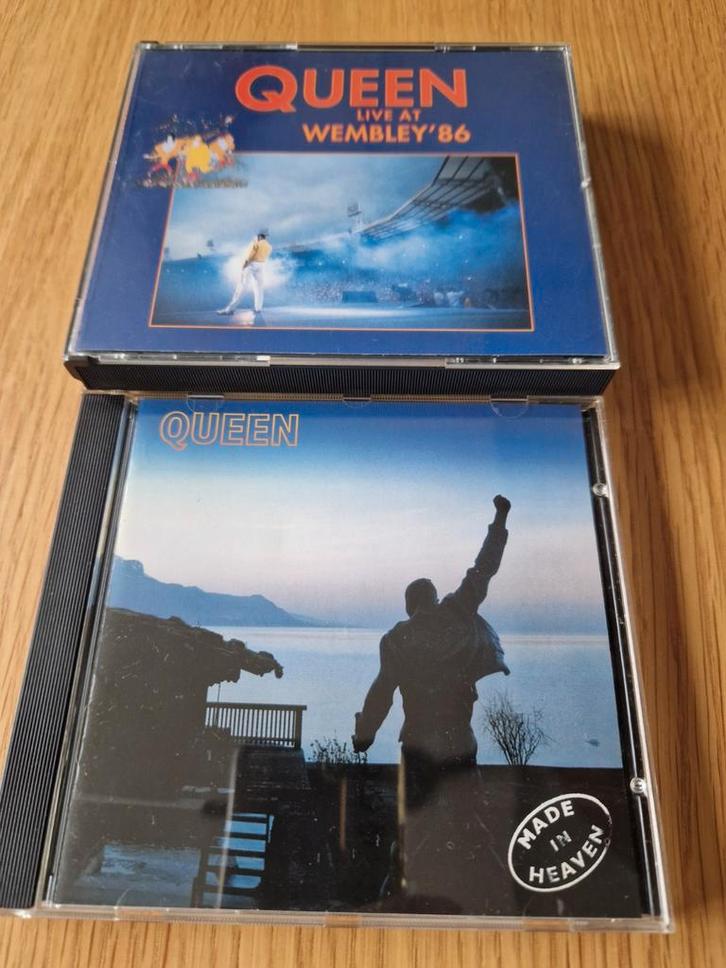 QUEEN
LIVE AT
WEMBLEY'86
QUEEN
MADE
IN
HEAVEN